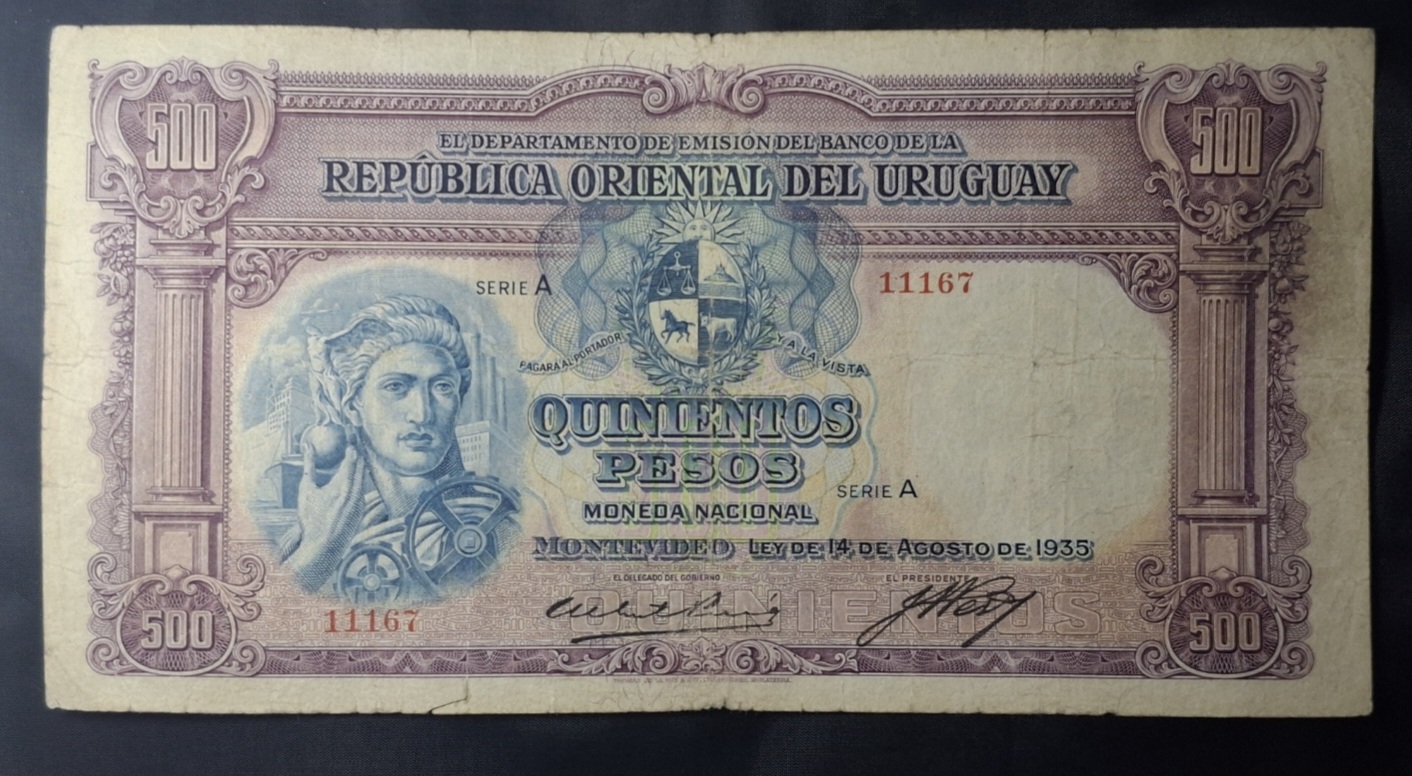 500
500
EL DEPARTAMENTO DE EMISIÓN DEL BANCO DE LA
REPÚBLICA ORIENTAL DEL URUGUAY
SERIE A
11167
PAGARA AL PORTADOR
Y A LA VISTA
QUINIENTOS
PESOS
SERIE A
MONEDA NACIONAL
MONTEVIDEO LEY DE 14 DE AGOSTO DE 1935
EL DELEGADO DEL GOBIERNO
EL PRESIDENTE
QUINIENTOS
11167
500
500